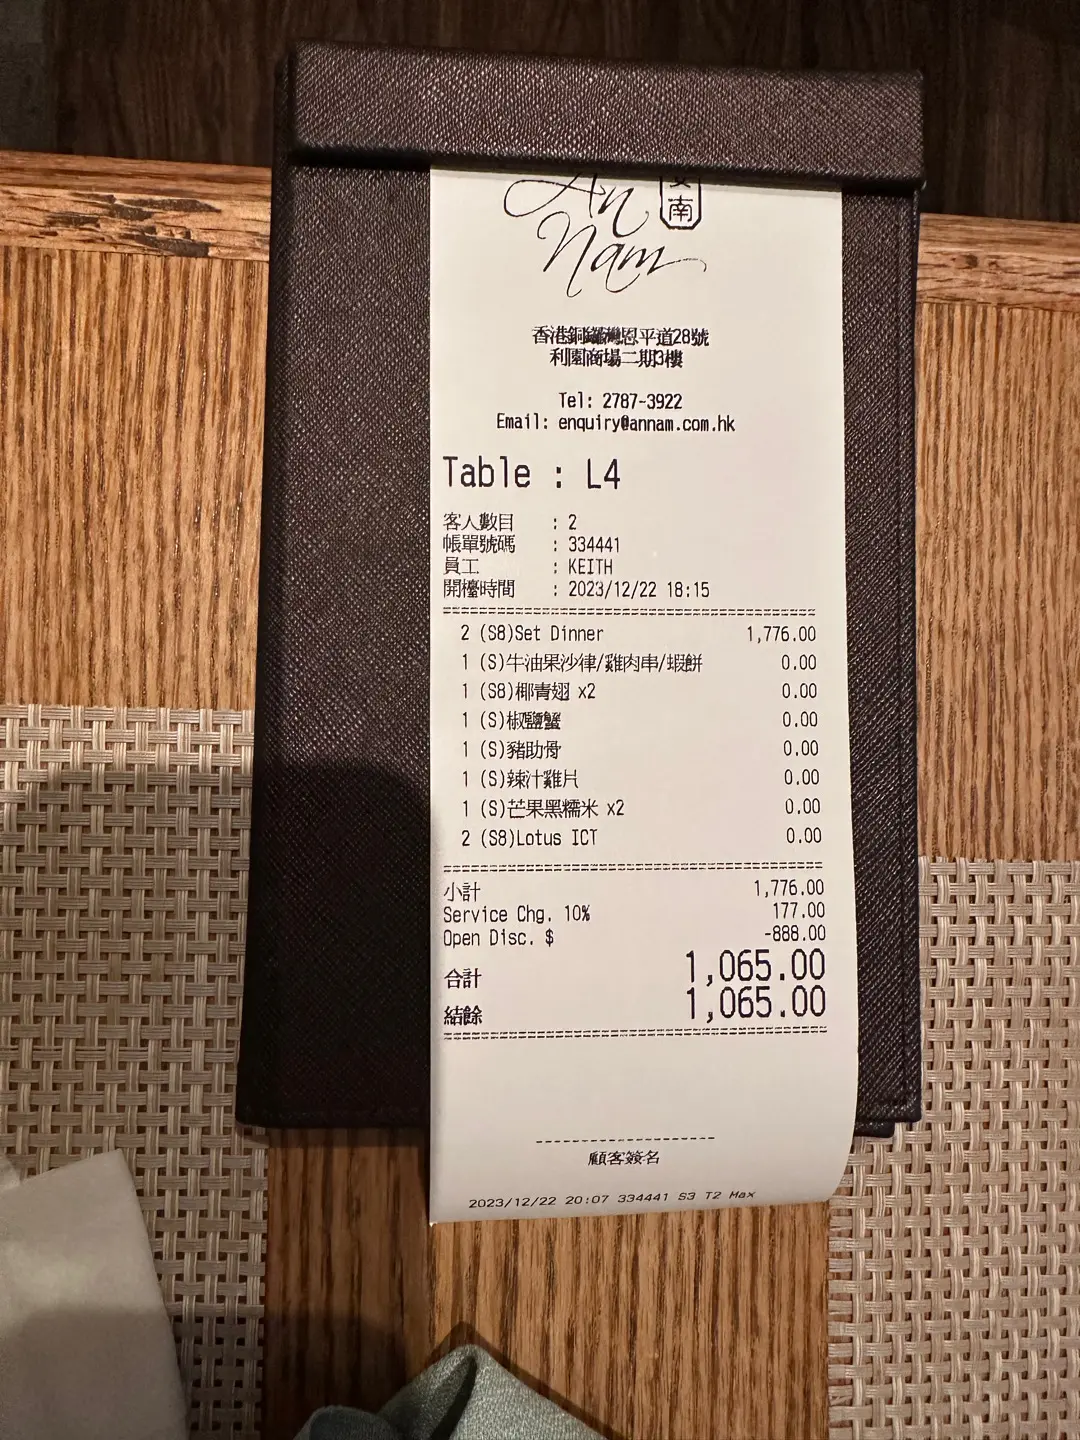 An
Nam
南
香港銅鑼灣恩平道28號
利園商場二期3樓
Tel: 2787-3922
Email: enquiry@annam.com.hk
Table : L4
客人數目 : 2
帳單號碼 : 334441
員工 : KEITH
開檯時間 : 2023/12/22 18:15
2 (S8)Set Dinner 1,776.00
1 (S)牛油果沙律/雞肉串/蝦餅 0.00
1 (S8)椰青翅 x2 0.00
1 (S)椒鹽蟹 0.00
1 (S)豬助骨 0.00
1 (S)辣汁雞片 0.00
1 (S)芒果黑糯米 x2 0.00
2 (S8)Lotus ICT 0.00
小計 1,776.00
Service Chg. 10% 177.00
Open Disc. $ -888.00
合計 1,065.00
結餘 1,065.00
顧客簽名
2023/12/22 20:07 334441 S3 T2 Max